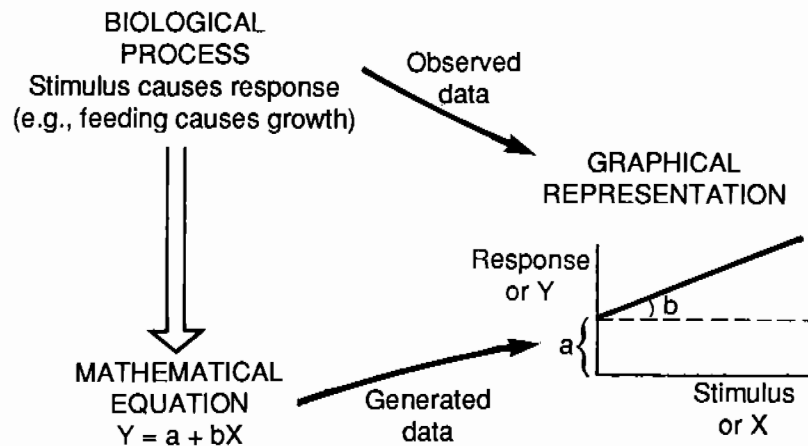 BIOLOGICAL
PROCESS
Stimulus causes response
(e.g., feeding causes growth)
Observed
data
GRAPHICAL
REPRESENTATION
Response
or Y
b
a
Stimulus
or X
MATHEMATICAL
EQUATION
Y = a + bX
Generated
data